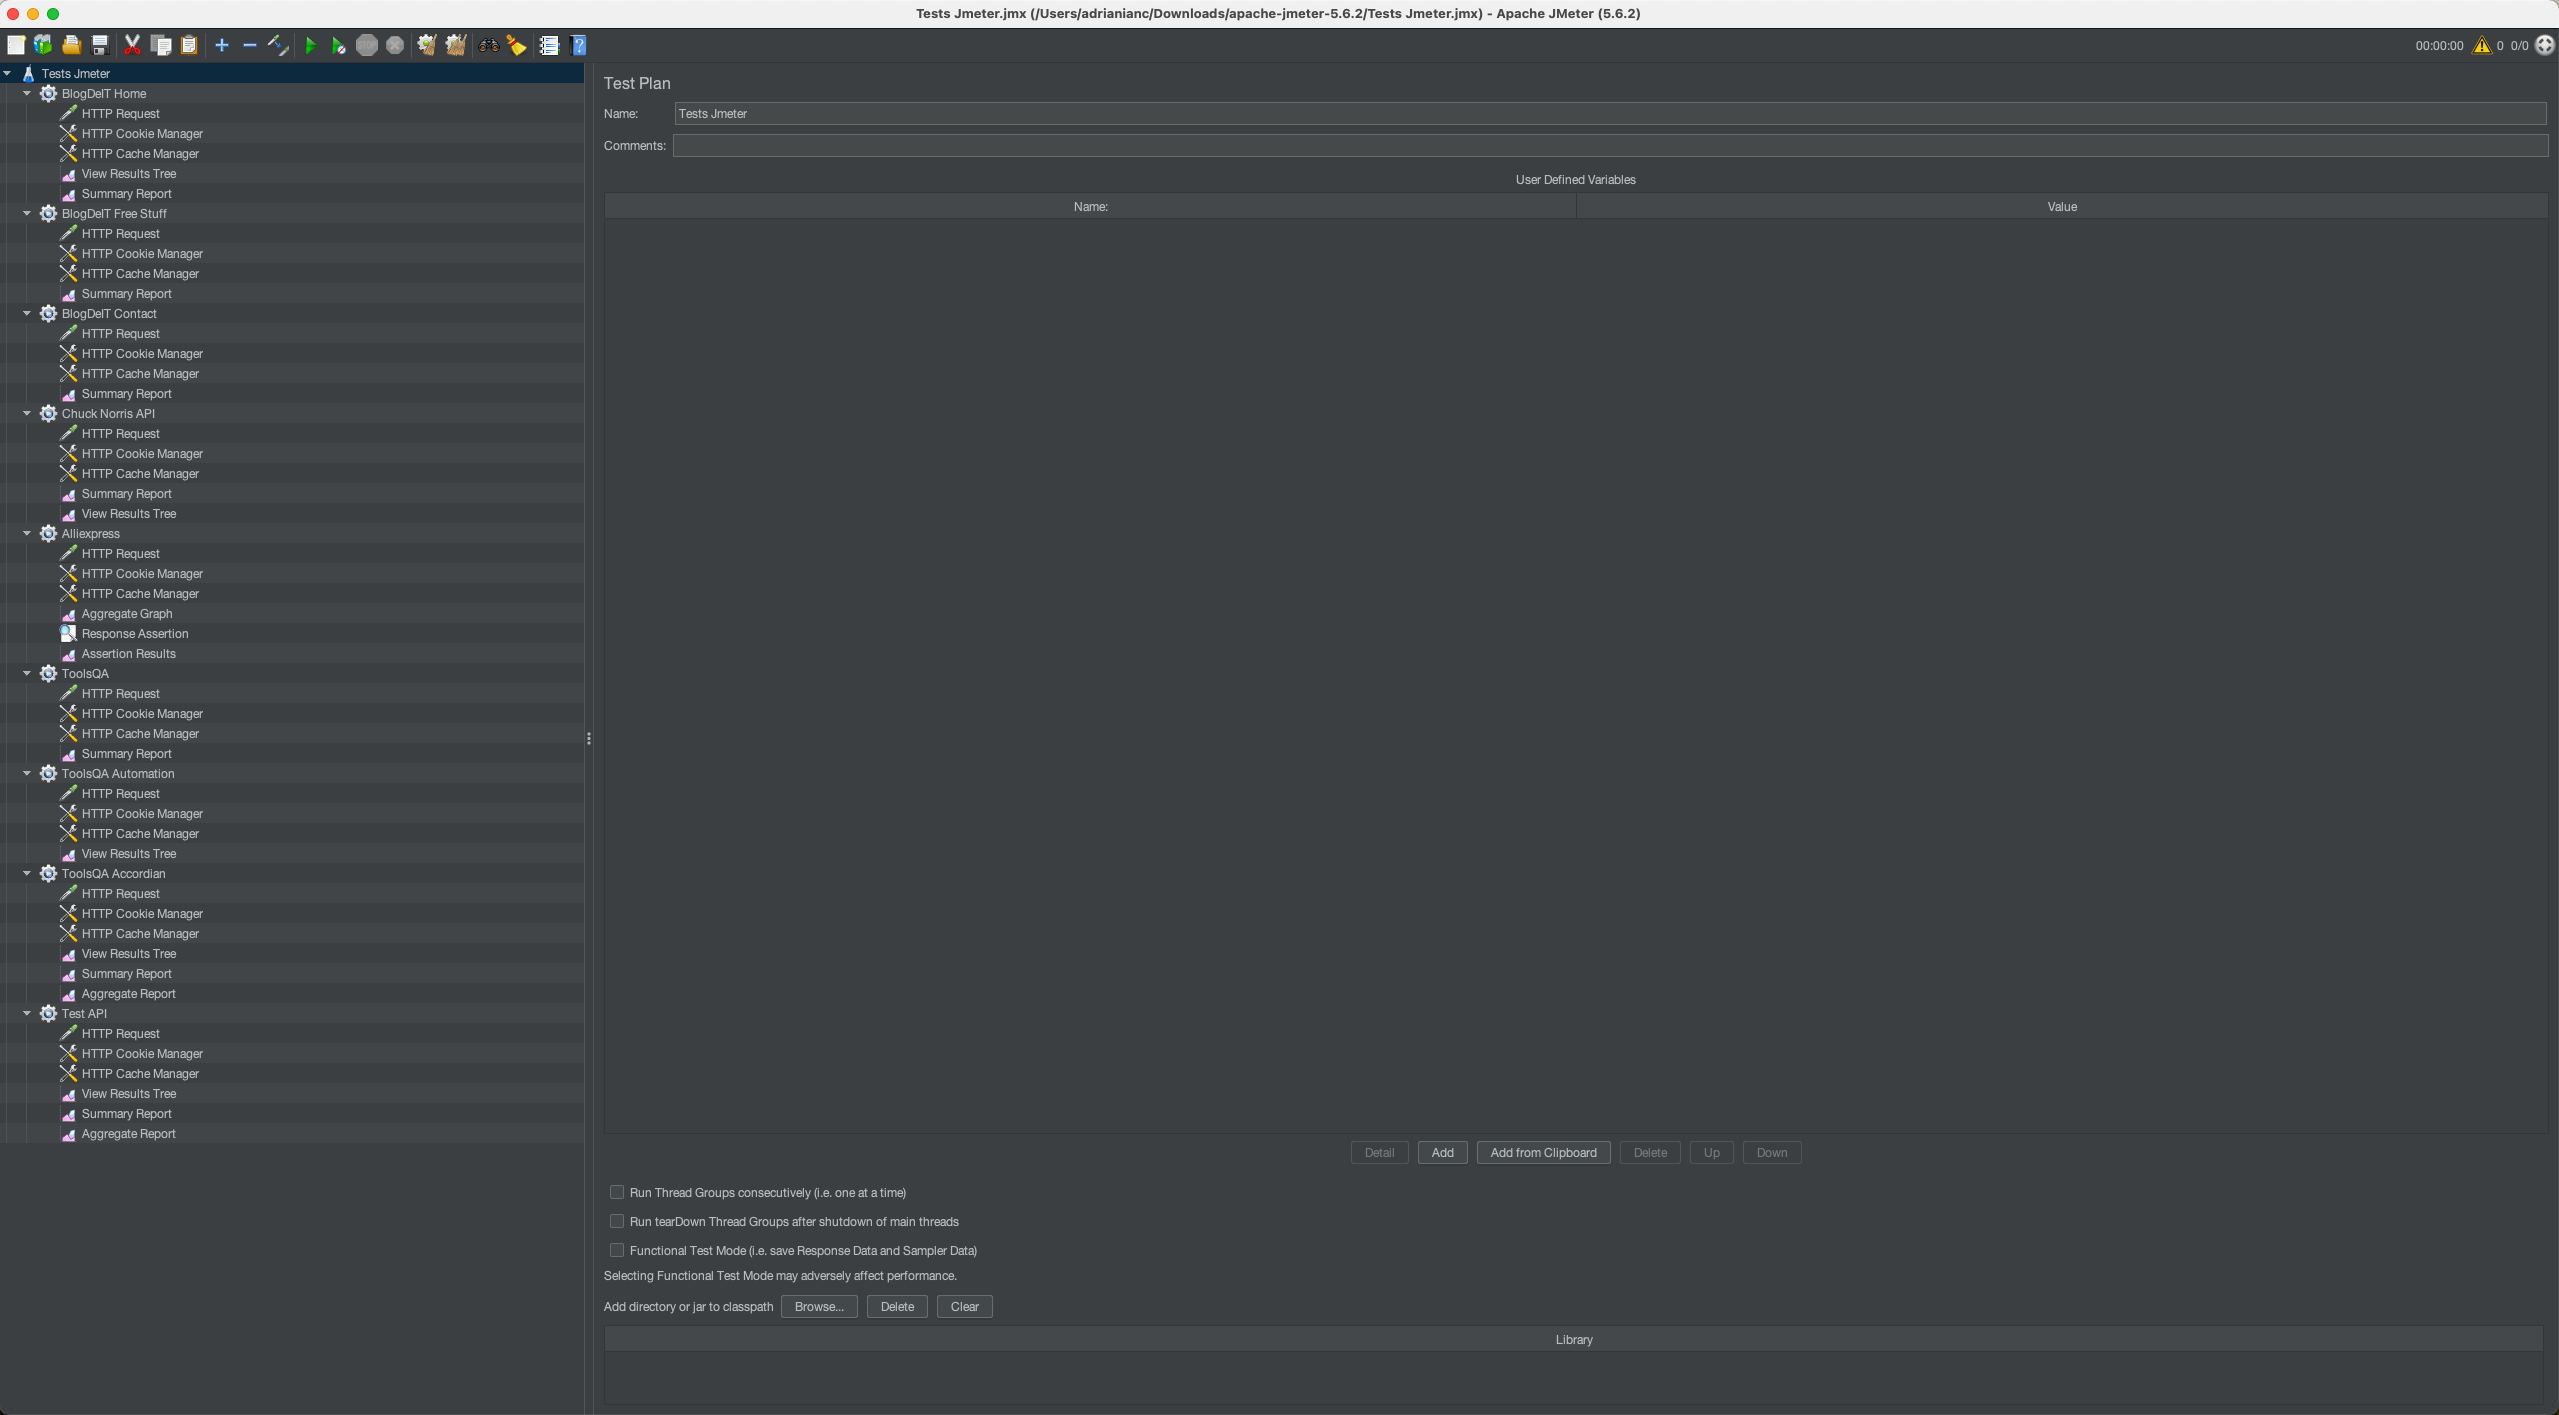 Tests Jmeter.jmx (/Users/adrianianc/Downloads/apache-jmeter-5.6.2/Tests Jmeter.jmx) - Apache JMeter (5.6.2)
STOP
00:00:00 0 0/0
Tests Jmeter
BlogDeIT Home
HTTP Request
HTTP Cookie Manager
HTTP Cache Manager
View Results Tree
Summary Report
BlogDeIT Free Stuff
HTTP Request
HTTP Cookie Manager
HTTP Cache Manager
Summary Report
BlogDeIT Contact
HTTP Request
HTTP Cookie Manager
HTTP Cache Manager
Summary Report
Chuck Norris API
HTTP Request
HTTP Cookie Manager
HTTP Cache Manager
Summary Report
View Results Tree
Alliexpress
HTTP Request
HTTP Cookie Manager
HTTP Cache Manager
Aggregate Graph
Response Assertion
Assertion Results
ToolsQA
HTTP Request
HTTP Cookie Manager
HTTP Cache Manager
Summary Report
ToolsQA Automation
HTTP Request
HTTP Cookie Manager
HTTP Cache Manager
View Results Tree
ToolsQA Accordian
HTTP Request
HTTP Cookie Manager
HTTP Cache Manager
View Results Tree
Summary Report
Aggregate Report
Test API
HTTP Request
HTTP Cookie Manager
HTTP Cache Manager
View Results Tree
Summary Report
Aggregate Report
Test Plan
Name: Tests Jmeter
Comments:
User Defined Variables
Name: Value
Detail Add Add from Clipboard Delete Up Down
Run Thread Groups consecutively (i.e. one at a time)
Run tearDown Thread Groups after shutdown of main threads
Functional Test Mode (i.e. save Response Data and Sampler Data)
Selecting Functional Test Mode may adversely affect performance.
Add directory or jar to classpath Browse... Delete Clear
Library